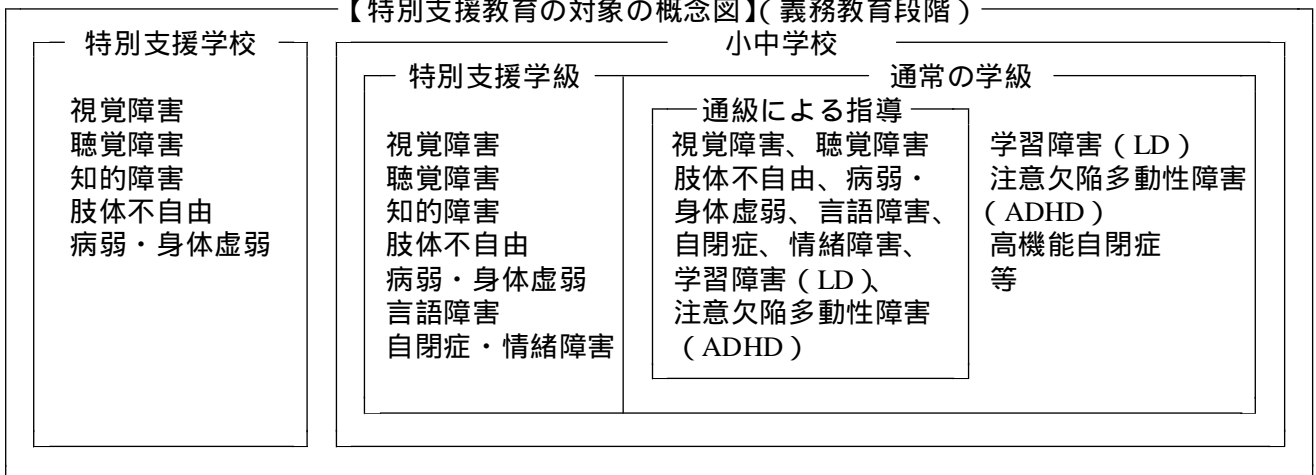 【特別支援教育の対象の概念図】(義務教育段階)
特別支援学校
視覚障害
聴覚障害
知的障害
肢体不自由
病弱・身体虚弱
小中学校
特別支援学級
視覚障害
聴覚障害
知的障害
肢体不自由
病弱・身体虚弱
言語障害
自閉症・情緒障害
通常の学級
通級による指導
視覚障害、聴覚障害
肢体不自由、病弱・
身体虚弱、言語障害、
自閉症、情緒障害、
学習障害(LD)、
注意欠陥多動性障害
(ADHD)
学習障害(LD)
注意欠陥多動性障害
(ADHD)
高機能自閉症
等